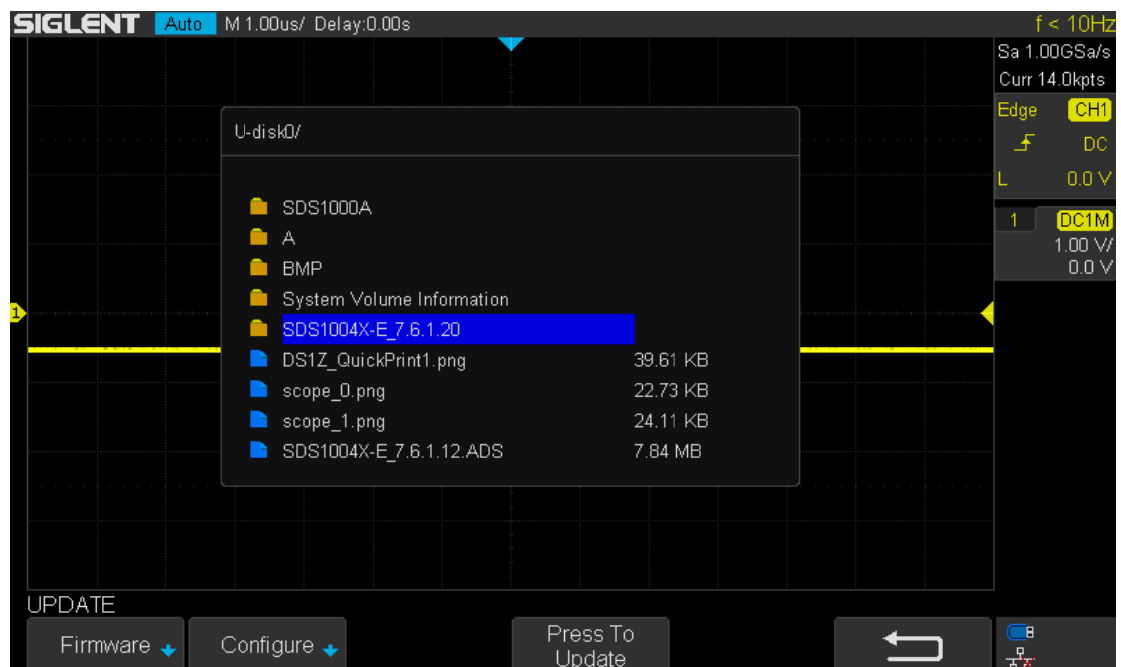 SIGLENT Auto M 1.00us/ Delay:0.00s f < 10Hz
Sa 1.00GSa/s
Curr 14.0kpts
Edge CH1
DC
L 0.0 V
1 DC1M
1.00 V/
0.0 V
U-disk0/
SDS1000A
A
BMP
System Volume Information
SDS1004X-E_7.6.1.20
DS1Z_QuickPrint1.png 39.61 KB
scope_0.png 22.73 KB
scope_1.png 24.11 KB
SDS1004X-E_7.6.1.12.ADS 7.84 MB
1
UPDATE
Firmware Configure Press To
Update